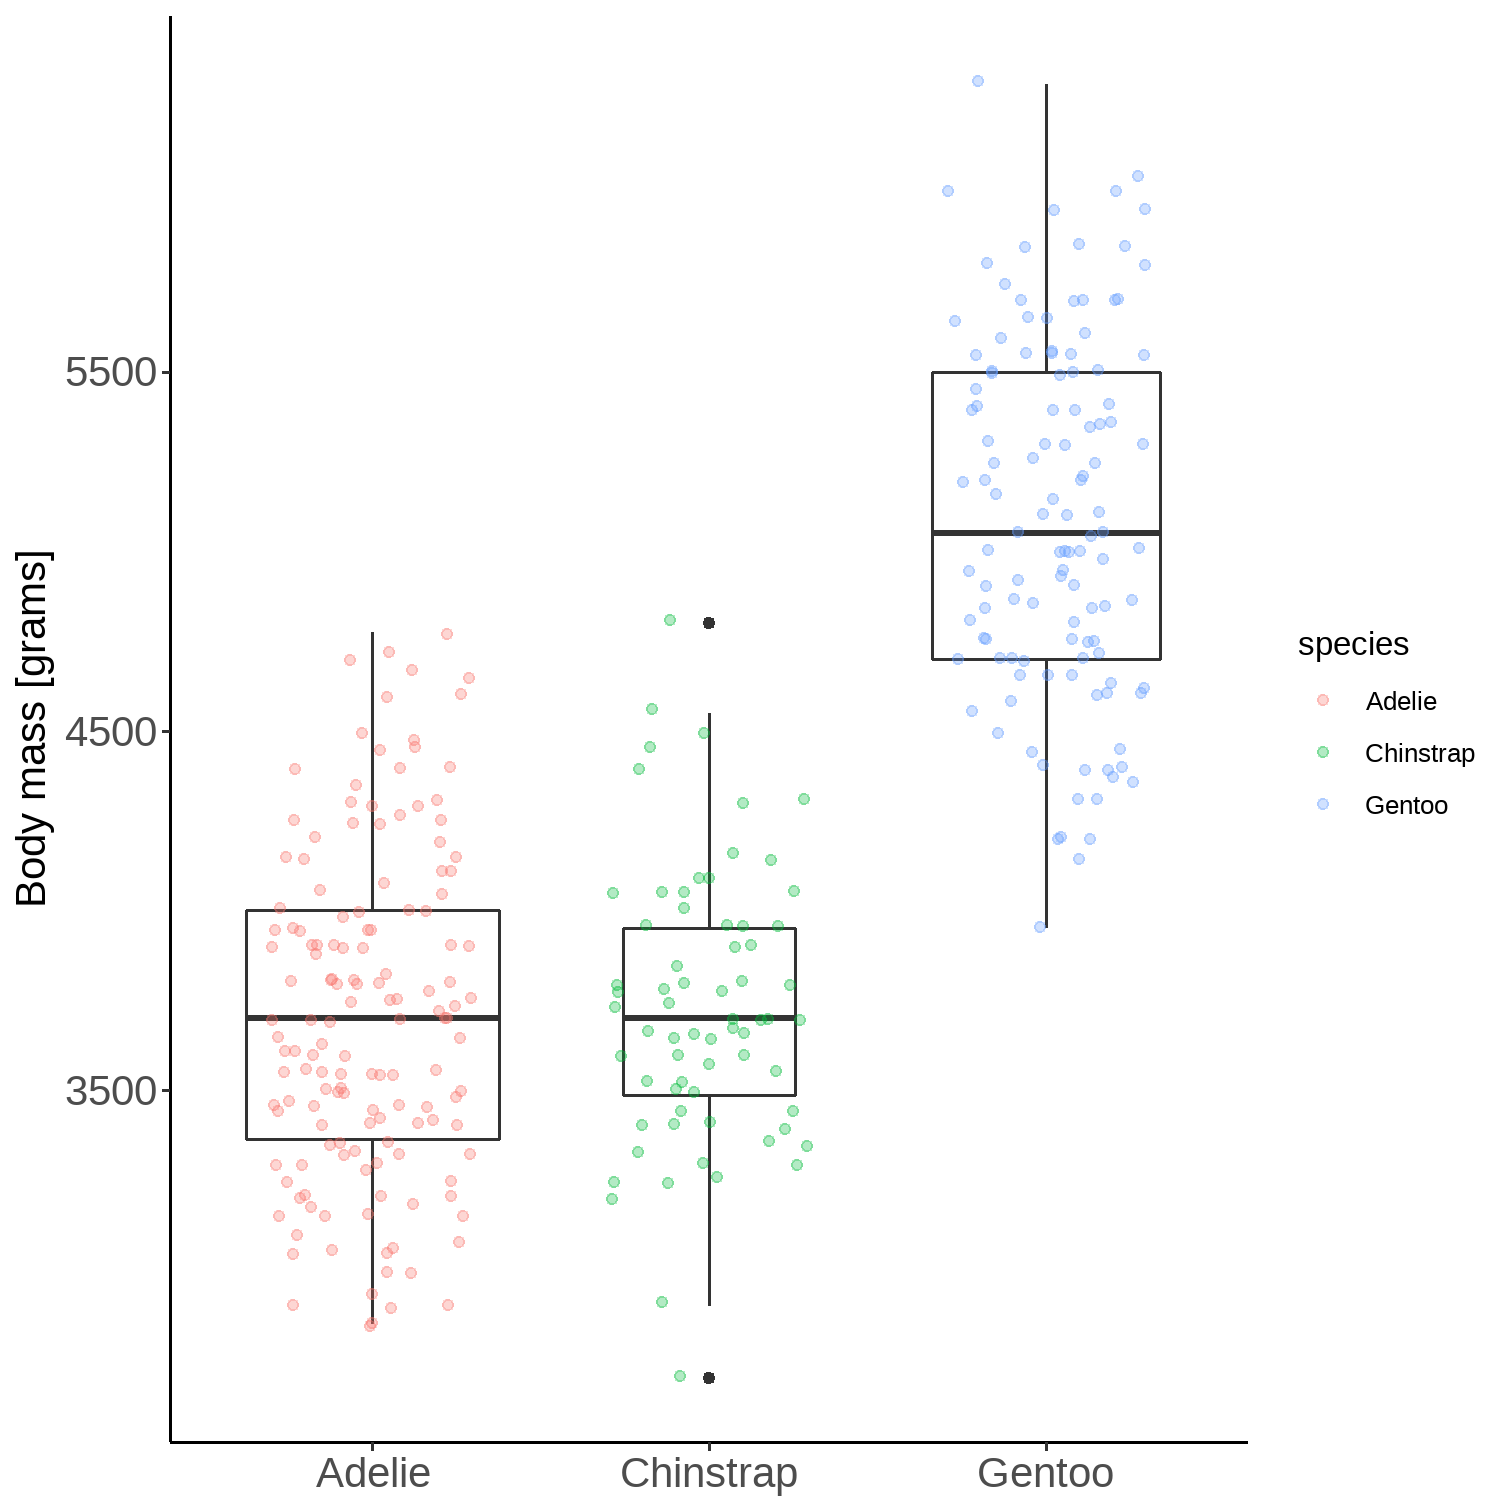 Body mass [grams]
5500
4500
3500
Adelie Chinstrap Gentoo
species
Adelie
Chinstrap
Gentoo